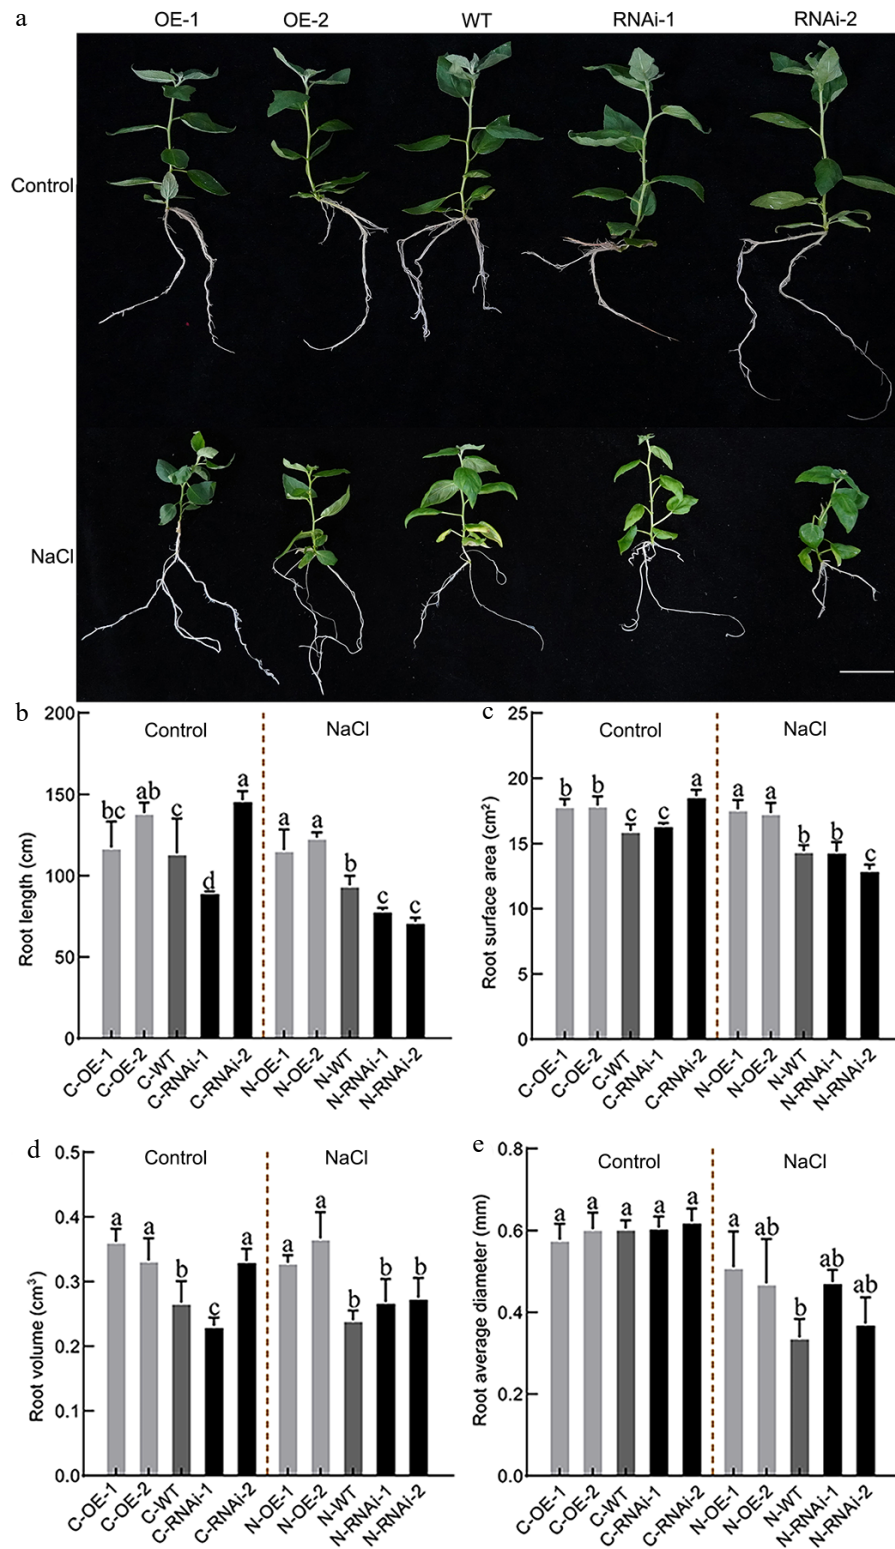 a
OE-1 OE-2 WT RNAi-1 RNAi-2
Control
NaCl
b
200
150
100
50
0
Root length (cm)
Control NaCl
bc ab c d a a a b c c
C-OE-1 C-OE-2 C-WT C-RNAi-1 C-RNAi-2 N-OE-1 N-OE-2 N-WT N-RNAi-1 N-RNAi-2
c
25
20
15
10
5
0
Root surface area (cm²)
Control NaCl
b b c c a a a b b c
C-OE-1 C-OE-2 C-WT C-RNAi-1 C-RNAi-2 N-OE-1 N-OE-2 N-WT N-RNAi-1 N-RNAi-2
d
0.5
0.4
0.3
0.2
0.1
0.0
Root volume (cm³)
Control NaCl
a a b c a a a b b b
C-OE-1 C-OE-2 C-WT C-RNAi-1 C-RNAi-2 N-OE-1 N-OE-2 N-WT N-RNAi-1 N-RNAi-2
e
0.8
0.6
0.4
0.2
0.0
Root average diameter (mm)
Control NaCl
a a a a a a ab b ab ab
C-OE-1 C-OE-2 C-WT C-RNAi-1 C-RNAi-2 N-OE-1 N-OE-2 N-WT N-RNAi-1 N-RNAi-2